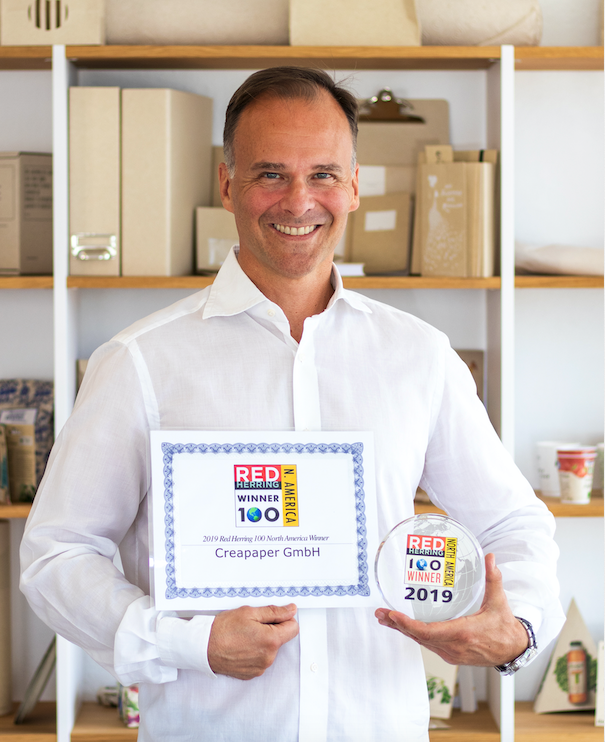 RED
HERRING
WINNER
100
N. AMERICA
2019 Red Herring 100 North America Winner
Creapaper GmbH
RED
HERRING
100
WINNER
NORTH AMERICA
2019